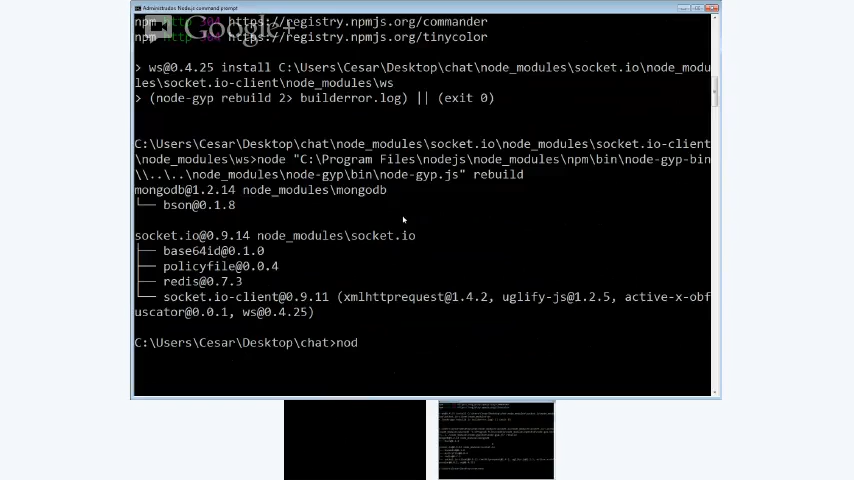 Administrador: Node.js command prompt
npm http 304 https://registry.npmjs.org/commander
npm http 304 https://registry.npmjs.org/tinycolor
Google+
> ws@0.4.25 install C:\Users\Cesar\Desktop\chat\node_modules\socket.io\node_modu
les\socket.io-client\node_modules\ws
> (node-gyp rebuild 2> builderror.log) || (exit 0)
C:\Users\Cesar\Desktop\chat\node_modules\socket.io\node_modules\socket.io-client
\node_modules\ws>node "C:\Program Files\nodejs\node_modules\npm\bin\node-gyp-bin
\\..\..\node_modules\node-gyp\bin\node-gyp.js" rebuild
mongodb@1.2.14 node_modules\mongodb
└── bson@0.1.8
socket.io@0.9.14 node_modules\socket.io
├── base64id@0.1.0
├── policyfile@0.0.4
├── redis@0.7.3
└── socket.io-client@0.9.11 (xmlhttprequest@1.4.2, uglify-js@1.2.5, active-x-obf
uscator@0.0.1, ws@0.4.25)
C:\Users\Cesar\Desktop\chat>nod